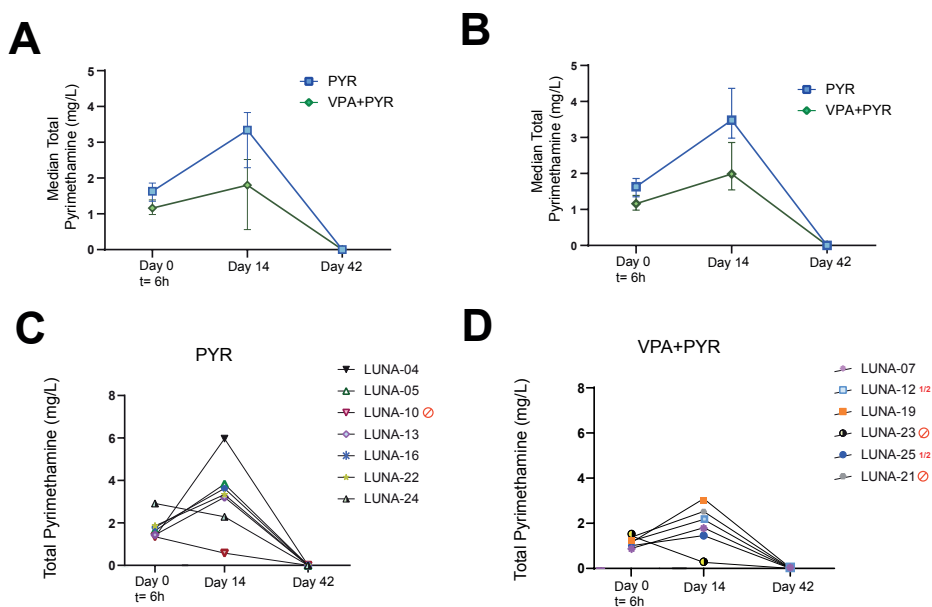 A
5
4
3
2
1
0
Median Total
Pyrimethamine (mg/L)
PYR
VPA+PYR
Day 0
t= 6h
Day 14
Day 42
B
5
4
3
2
1
0
Median Total
Pyrimethamine (mg/L)
PYR
VPA+PYR
Day 0
t= 6h
Day 14
Day 42
C
PYR
8
6
4
2
0
Total Pyrimethamine (mg/L)
LUNA-04
LUNA-05
LUNA-10
LUNA-13
LUNA-16
LUNA-22
LUNA-24
Day 0
t= 6h
Day 14
Day 42
D
VPA+PYR
8
6
4
2
0
Total Pyrimethamine (mg/L)
LUNA-07
LUNA-12 1/2
LUNA-19
LUNA-23
LUNA-25 1/2
LUNA-21
Day 0
t= 6h
Day 14
Day 42